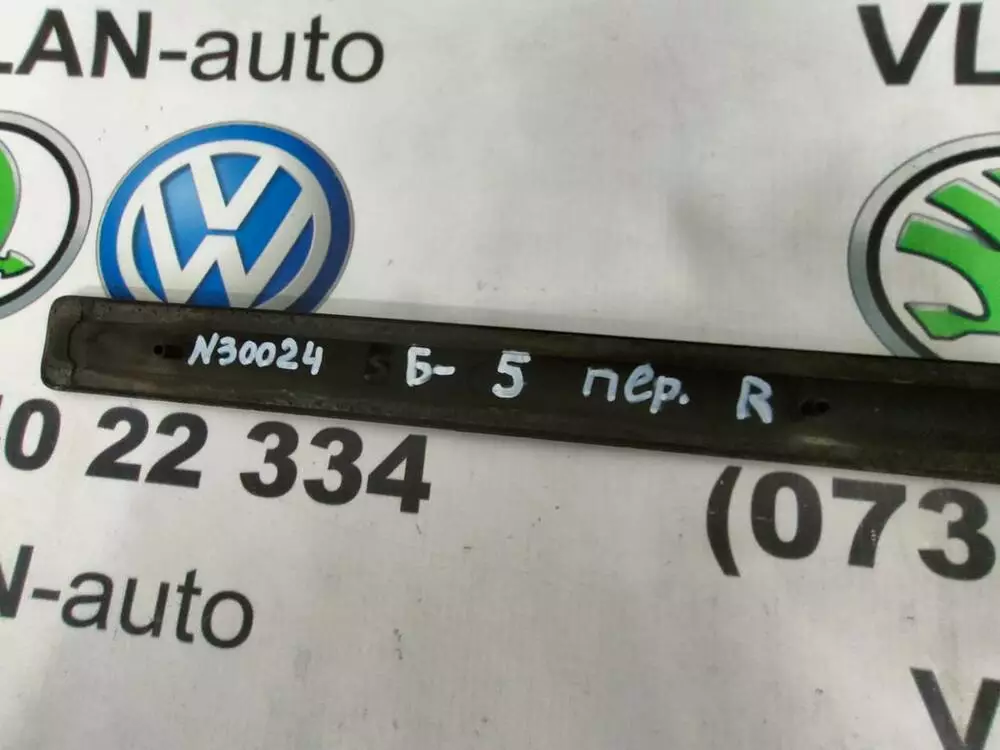 LAN-auto
VL
N30024 Б- 5 пер. R
0 22 334
(073
N-auto
V